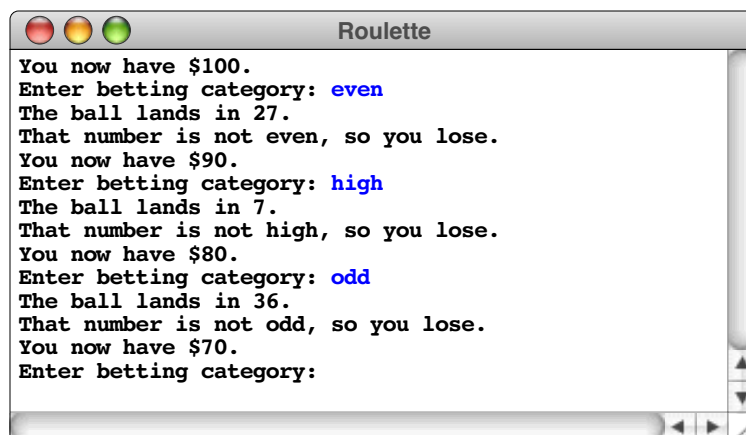 Roulette
You now have $100.
Enter betting category: even
The ball lands in 27.
That number is not even, so you lose.
You now have $90.
Enter betting category: high
The ball lands in 7.
That number is not high, so you lose.
You now have $80.
Enter betting category: odd
The ball lands in 36.
That number is not odd, so you lose.
You now have $70.
Enter betting category: